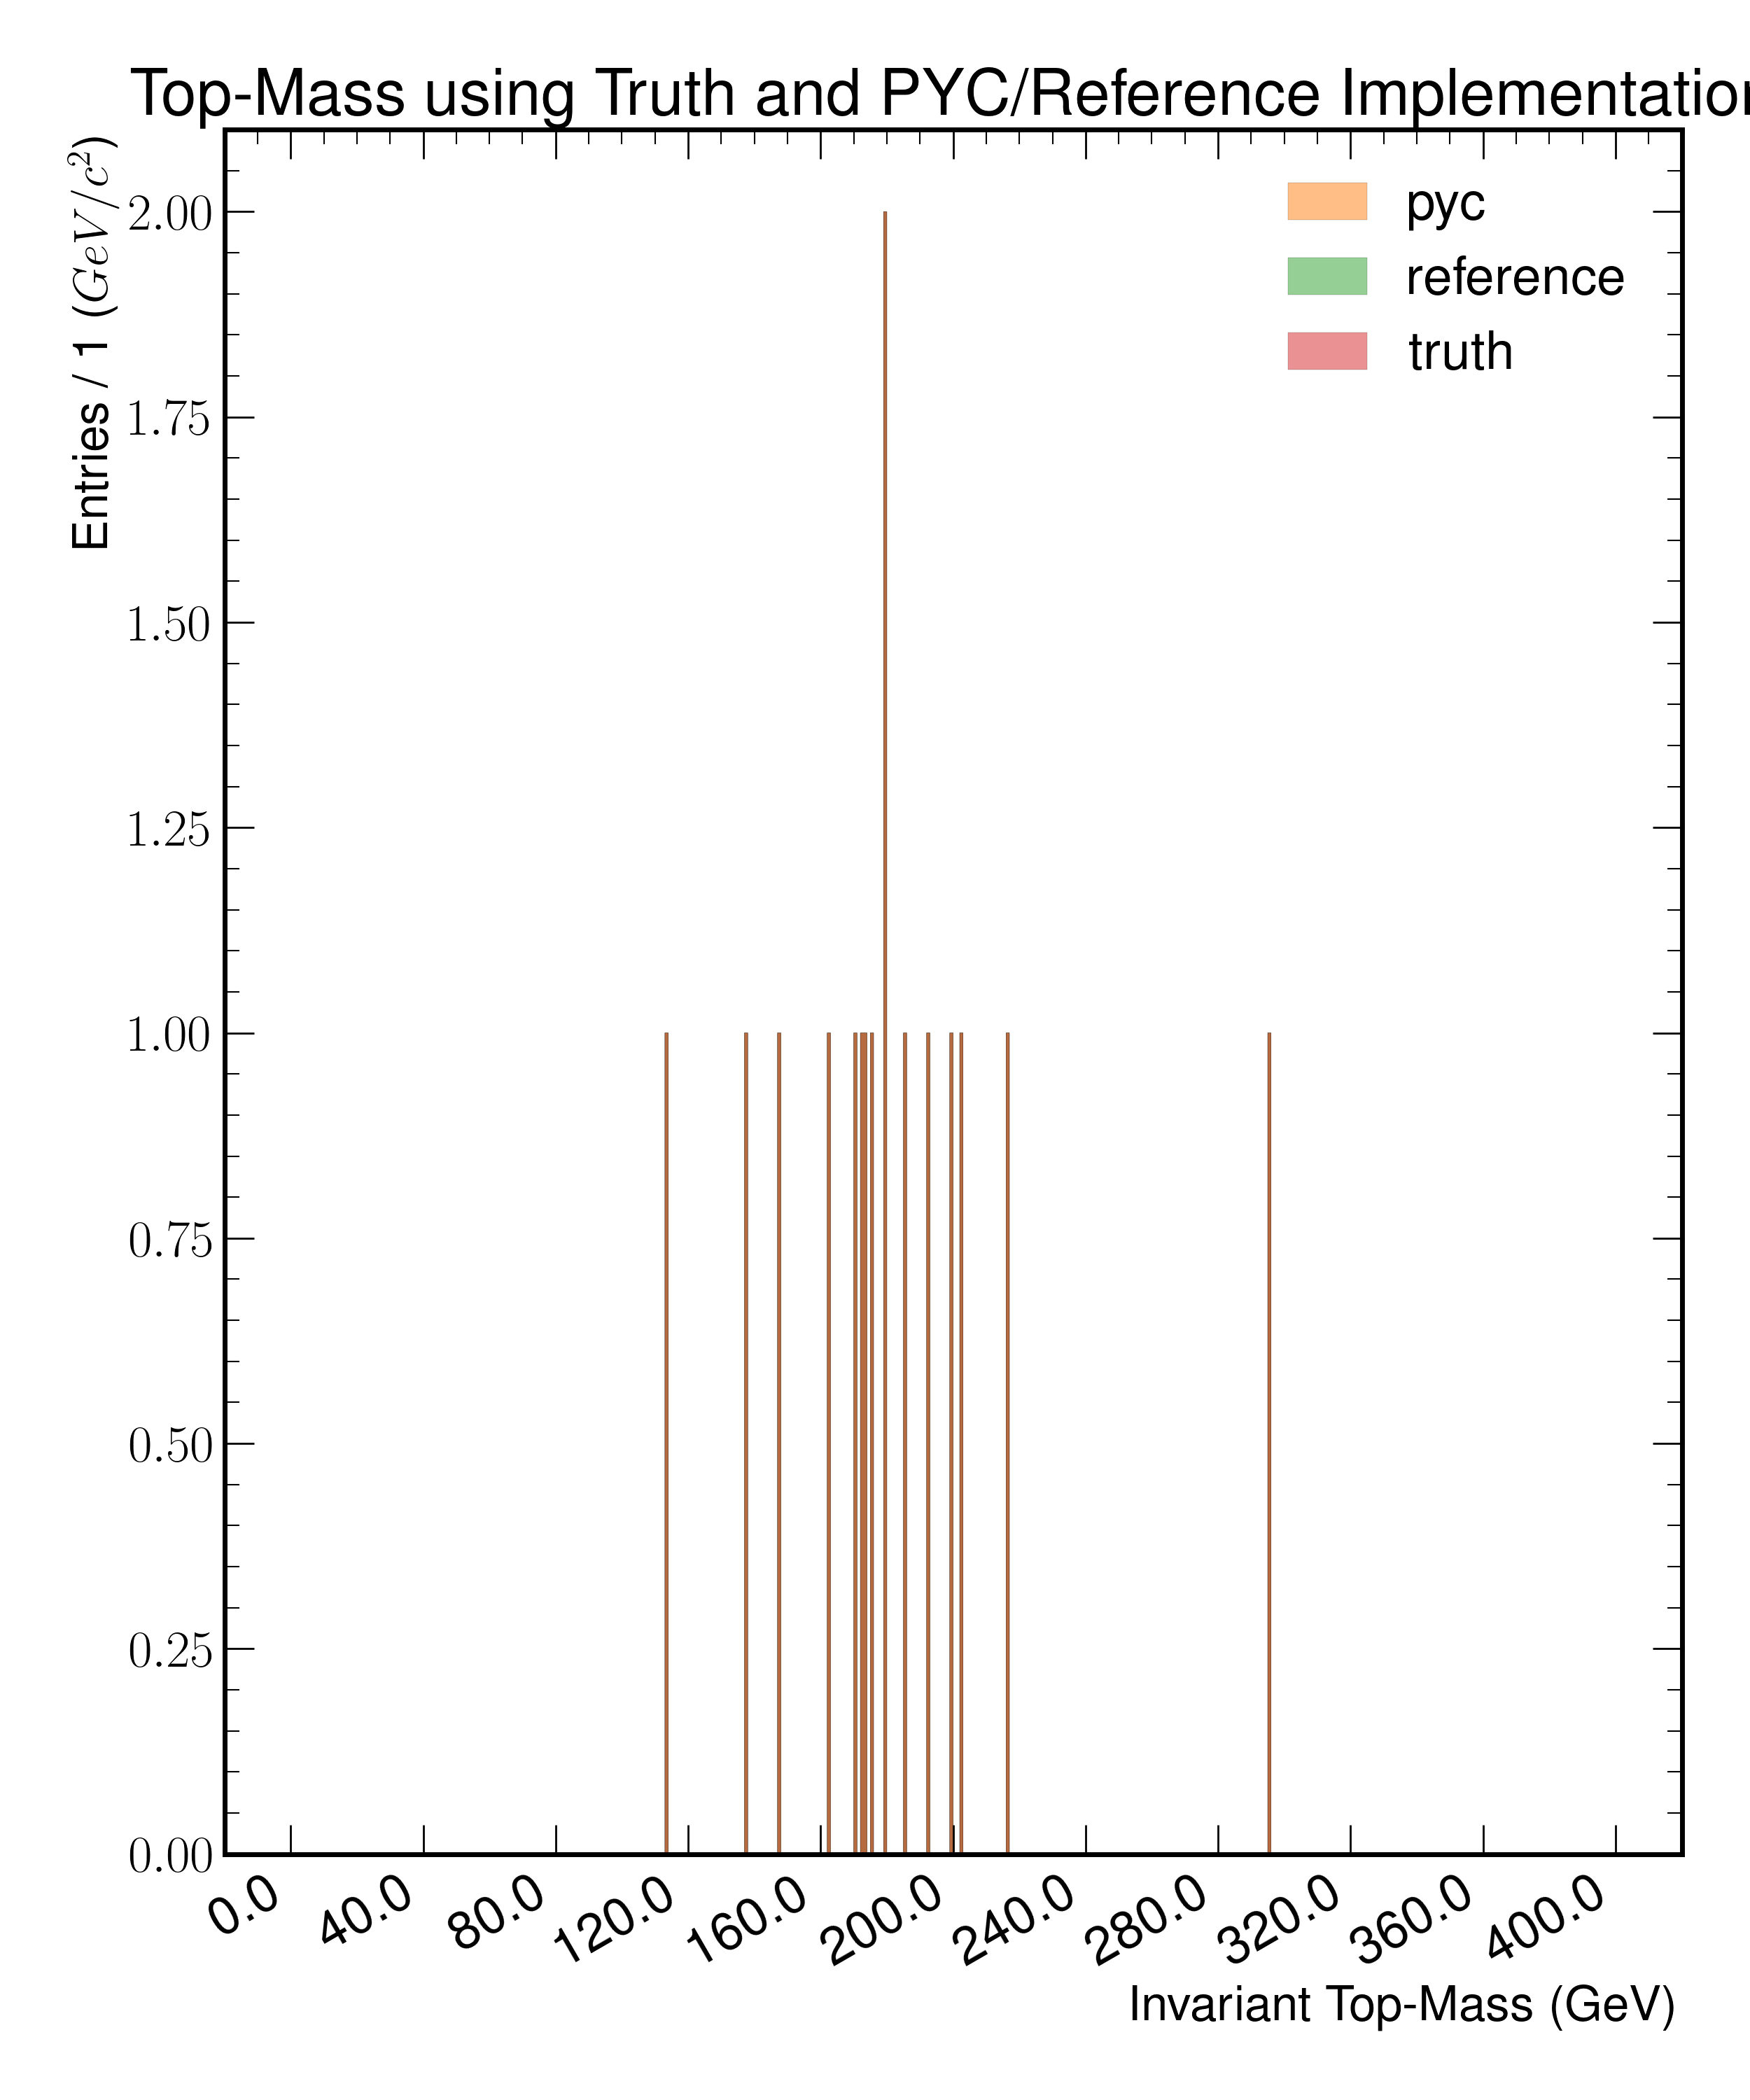 Top-Mass using Truth and PYC/Reference Implementation
Entries / 1 (GeV/c²)
pyc
reference
truth
2.00
1.75
1.50
1.25
1.00
0.75
0.50
0.25
0.00
0.0 40.0 80.0 120.0 160.0 200.0 240.0 280.0 320.0 360.0 400.0
Invariant Top-Mass (GeV)